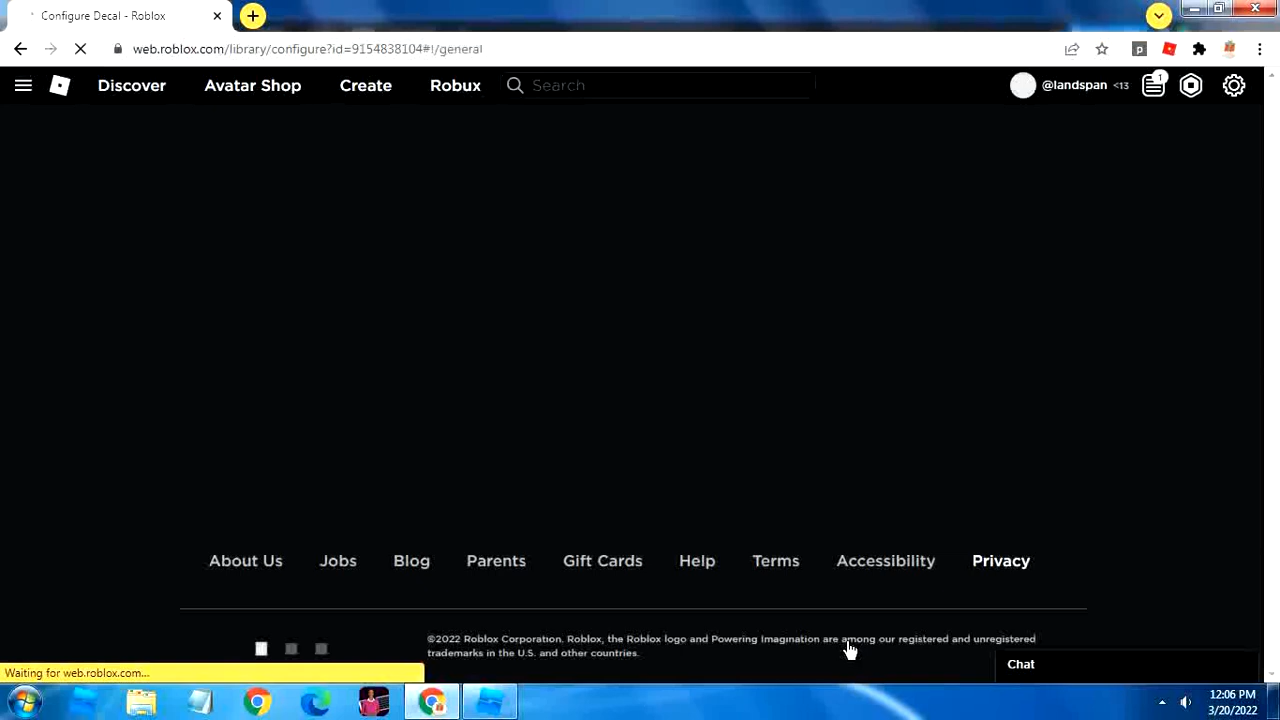 Configure Decal - Roblox
web.roblox.com/library/configure?id=9154838104#!/general
Discover Avatar Shop Create Robux Search @landspan <13 1
About Us Jobs Blog Parents Gift Cards Help Terms Accessibility Privacy
©2022 Roblox Corporation. Roblox, the Roblox logo and Powering Imagination are among our registered and unregistered
trademarks in the U.S. and other countries.
Chat
Waiting for web.roblox.com...
12:06 PM
3/20/2022